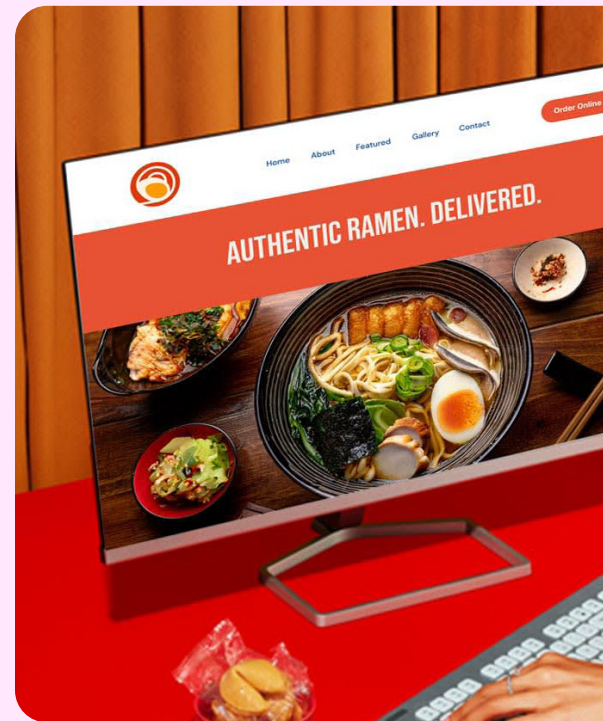 Home About Featured Gallery Contact Order Online
AUTHENTIC RAMEN. DELIVERED.